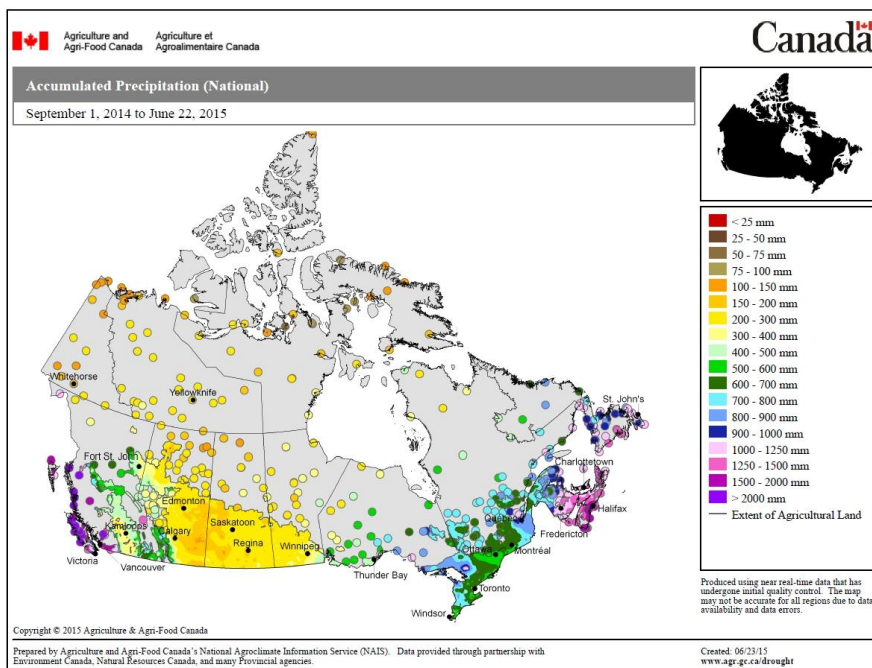 Agriculture and
Agri-Food Canada
Agriculture et
Agroalimentaire Canada
Canada
Accumulated Precipitation (National)
September 1, 2014 to June 22, 2015
Whitehorse
Yellowknife
St. John's
Fort St. John
Charlottetown
Edmonton
Halifax
Québec
Kamloops
Calgary
Saskatoon
Fredericton
Regina
Winnipeg
Ottawa
Montréal
Victoria
Vancouver
Thunder Bay
Toronto
Windsor
< 25 mm
25 - 50 mm
50 - 75 mm
75 - 100 mm
100 - 150 mm
150 - 200 mm
200 - 300 mm
300 - 400 mm
400 - 500 mm
500 - 600 mm
600 - 700 mm
700 - 800 mm
800 - 900 mm
900 - 1000 mm
1000 - 1250 mm
1250 - 1500 mm
1500 - 2000 mm
> 2000 mm
Extent of Agricultural Land
Produced using near real-time data that has
undergone initial quality control. The map
may not be accurate for all regions due to data
availability and data errors.
Copyright © 2015 Agriculture & Agri-Food Canada
Prepared by Agriculture and Agri-Food Canada's National Agroclimate Information Service (NAIS). Data provided through partnership with
Environment Canada, Natural Resources Canada, and many Provincial agencies.
Created: 06/23/15
www.agr.gc.ca/drought